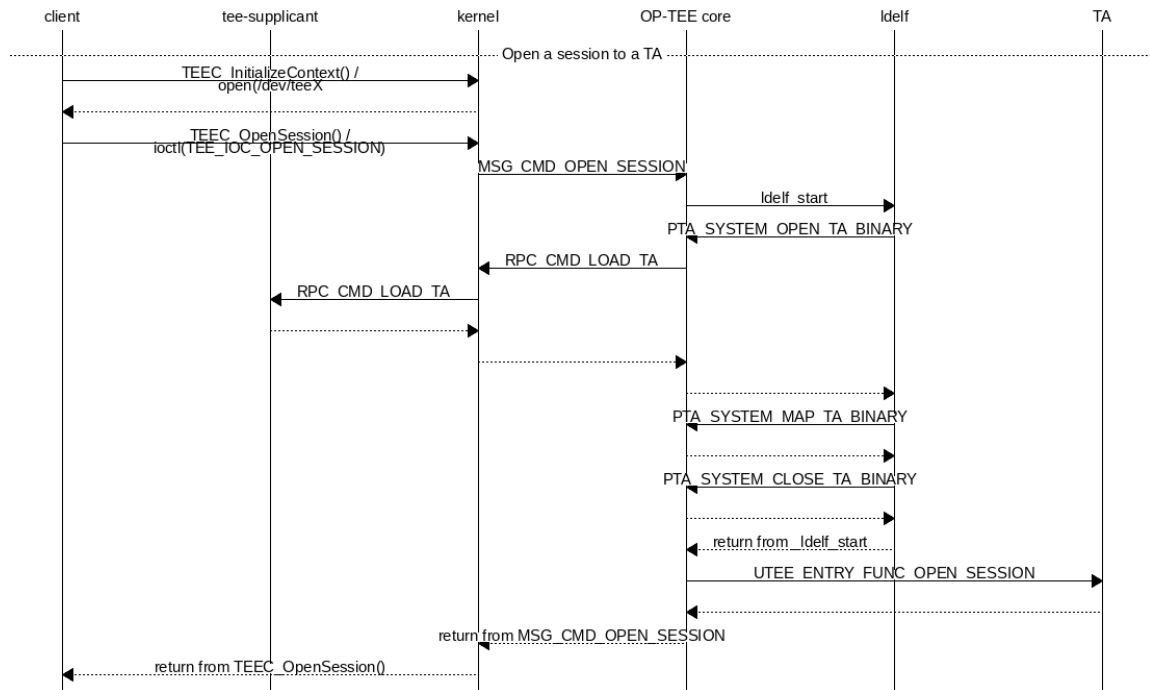 client tee-supplicant kernel OP-TEE core ldelf TA
Open a session to a TA
TEEC_InitializeContext() /
open(/dev/teeX
TEEC_OpenSession() /
ioctl(TEE_IOC_OPEN_SESSION)
MSG_CMD_OPEN_SESSION
ldelf_start
PTA_SYSTEM_OPEN_TA_BINARY
RPC_CMD_LOAD_TA
RPC_CMD_LOAD_TA
PTA_SYSTEM_MAP_TA_BINARY
PTA_SYSTEM_CLOSE_TA_BINARY
return from _ldelf_start
UTEE_ENTRY_FUNC_OPEN_SESSION
return from MSG_CMD_OPEN_SESSION
return from TEEC_OpenSession()